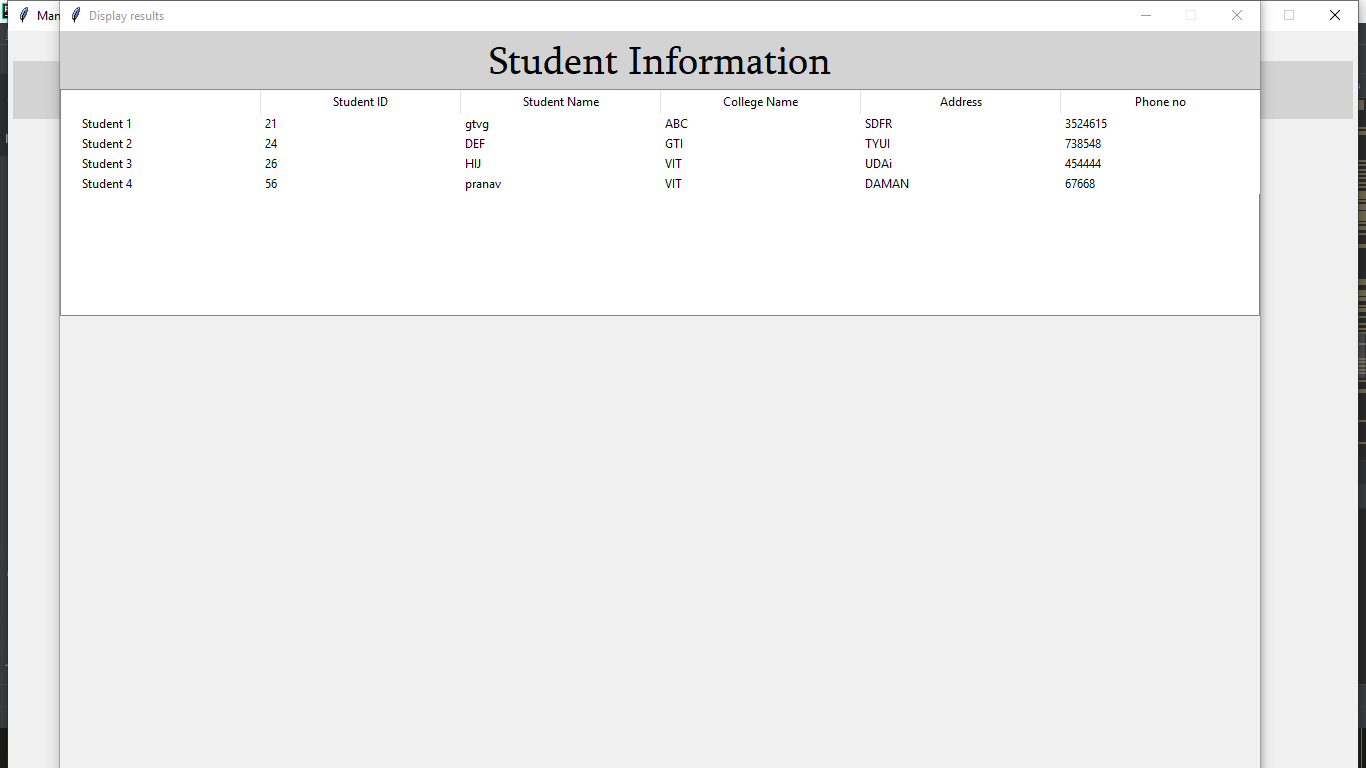 Man Display results
Student Information
Student ID Student Name College Name Address Phone no
Student 1 21 gtvg ABC SDFR 3524615
Student 2 24 DEF GTI TYUI 738548
Student 3 26 HIJ VIT UDAi 454444
Student 4 56 pranav VIT DAMAN 67668